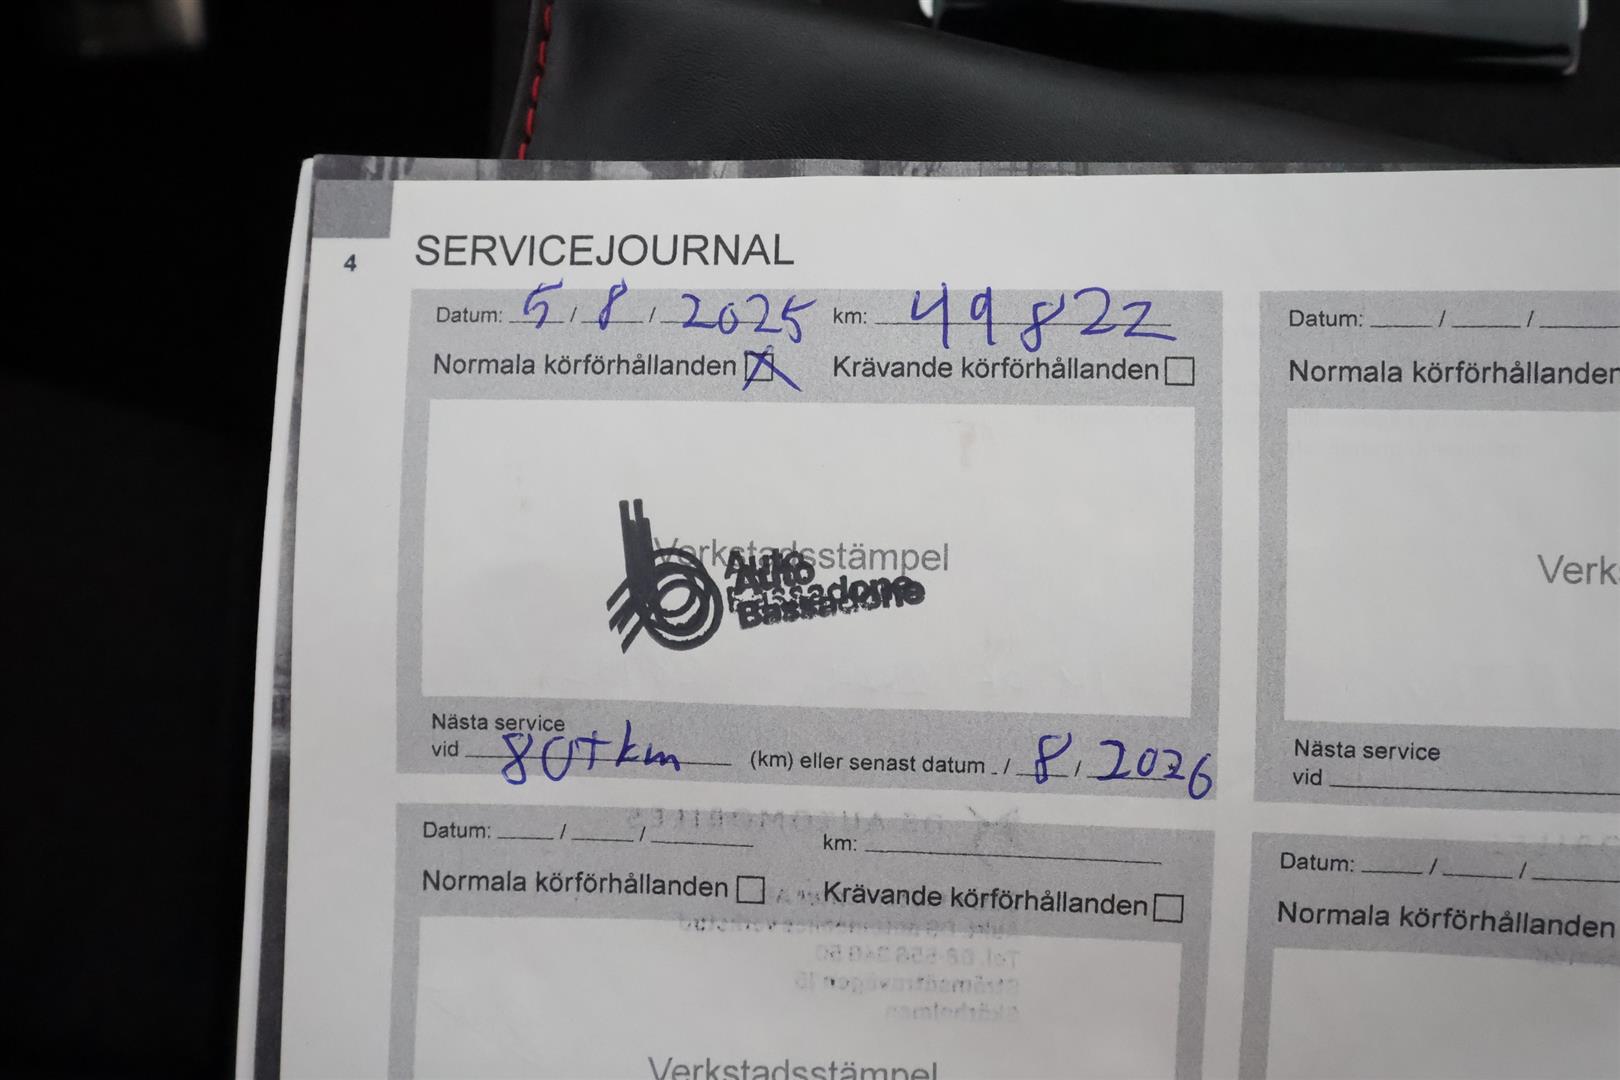 4
SERVICEJOURNAL
Datum: 5 / 8 / 2025 km: 49822
Normala körförhållanden Krävande körförhållanden
Verkstadsstämpel
Auto
Bassadone
Nästa service
vid 80tkm (km) eller senast datum / 8 / 2026
Datum: / / km:
Normala körförhållanden Krävande körförhållanden
Verkstadsstämpel
Datum: / /
Normala körförhållanden
Verk
Nästa service
vid
Datum: / /
Normala körförhållanden